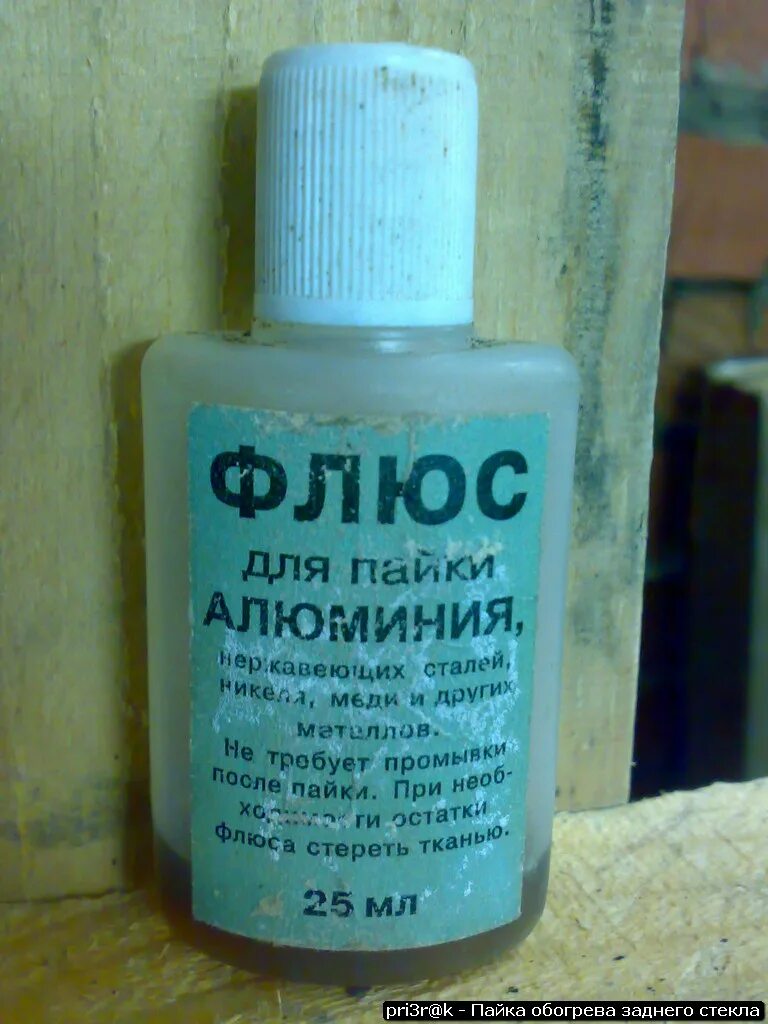 ФЛЮС
для пайки
АЛЮМИНИЯ,
нержавеющих сталей,
никеля, меди и других
металлов.
Не требует промывки
после пайки. При необ-
ходимости остатки
флюса стереть тканью.
25 мл
pri3r@k - Пайка обогрева заднего стекла